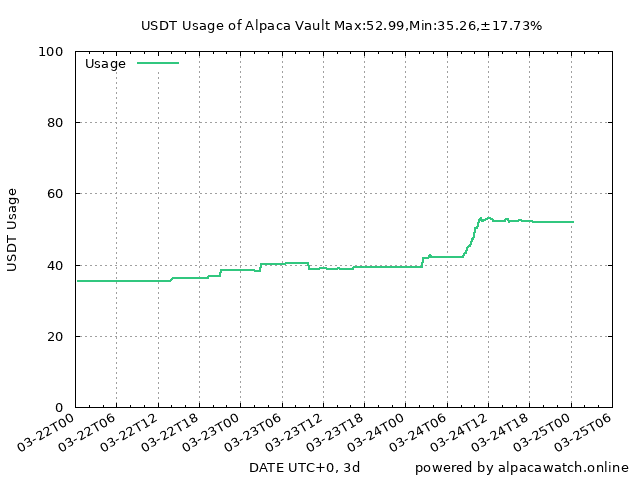 USDT Usage of Alpaca Vault Max:52.99,Min:35.26,±17.73%
Usage
100
80
60
40
20
0
USDT Usage
03-22T00
03-22T06
03-22T12
03-22T18
03-23T00
03-23T06
03-23T12
03-23T18
03-24T00
03-24T06
03-24T12
03-24T18
03-25T00
03-25T06
DATE UTC+0, 3d
powered by alpacawatch.online